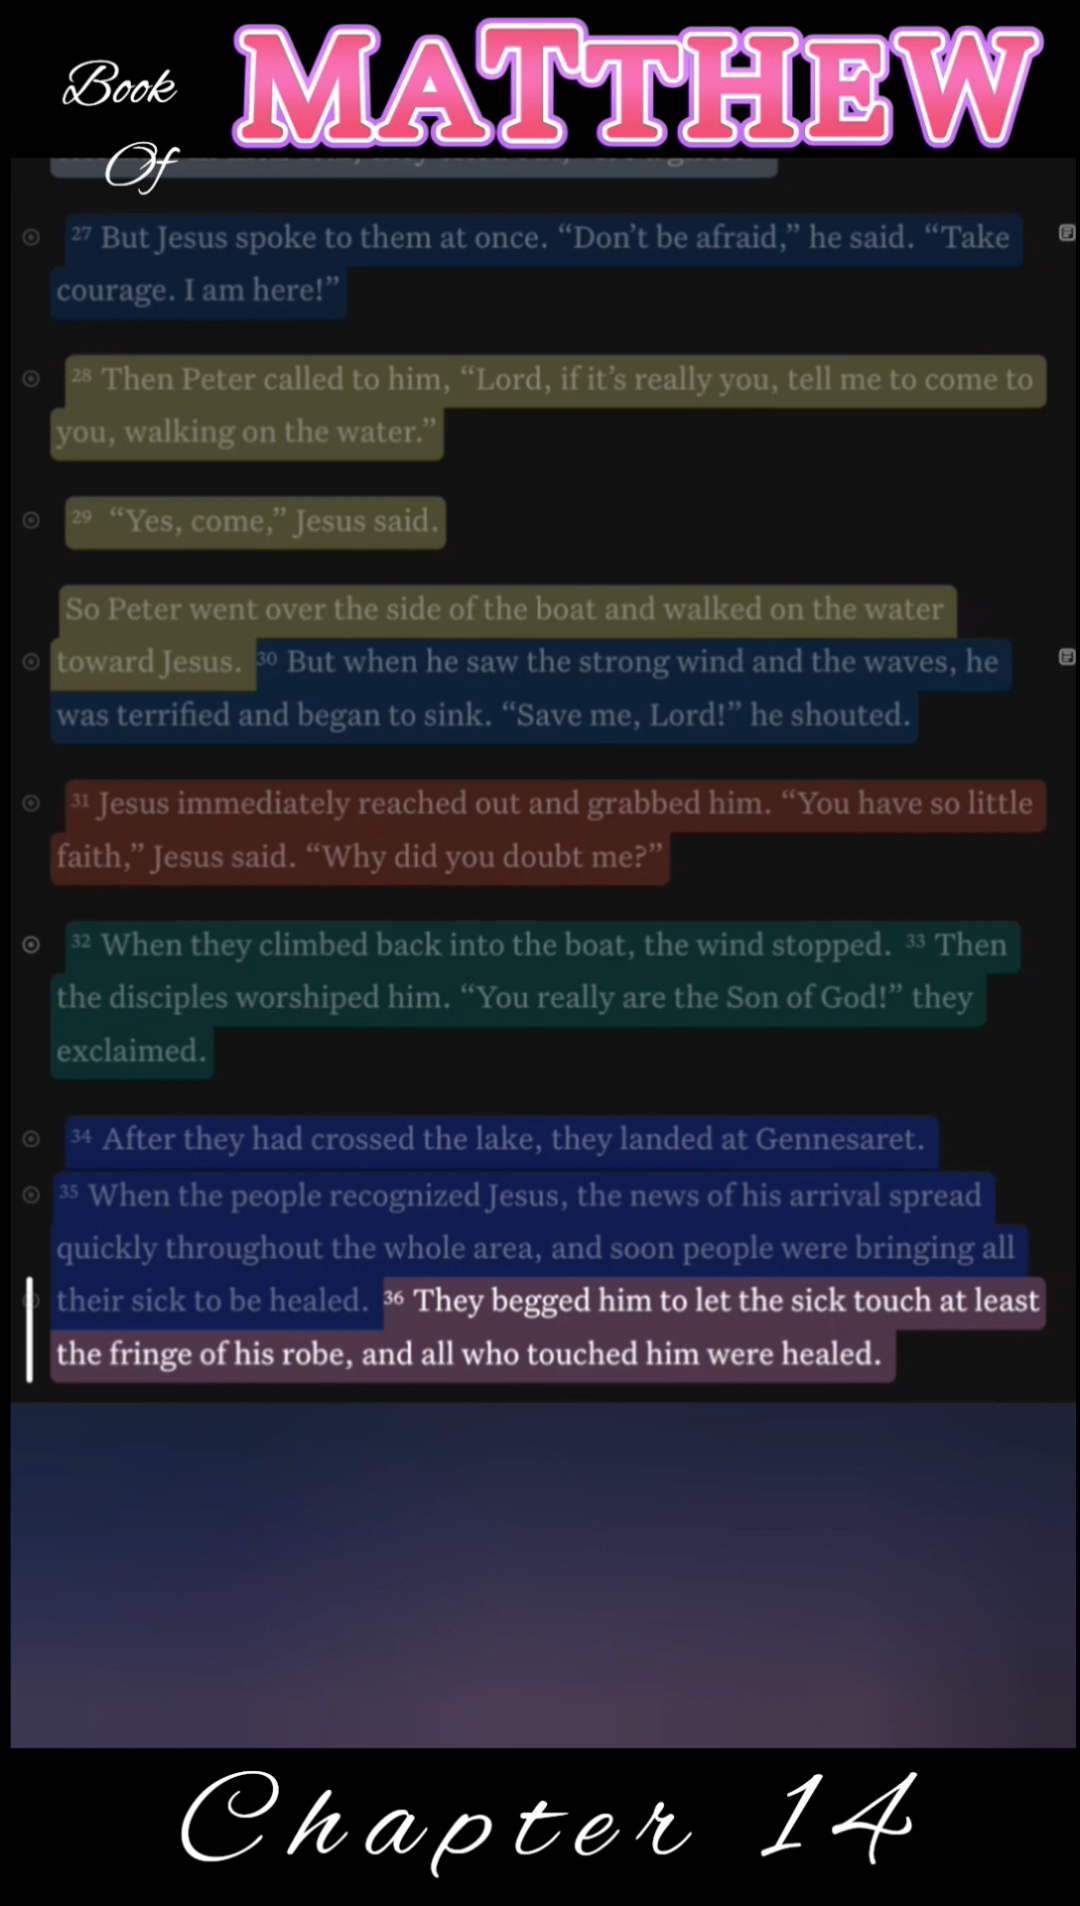 Book
Of
MATTHEW
27 But Jesus spoke to them at once. “Don’t be afraid,” he said. “Take
courage. I am here!”
28 Then Peter called to him, “Lord, if it’s really you, tell me to come to
you, walking on the water.”
29 “Yes, come,” Jesus said.
So Peter went over the side of the boat and walked on the water
toward Jesus. 30 But when he saw the strong wind and the waves, he
was terrified and began to sink. “Save me, Lord!” he shouted.
31 Jesus immediately reached out and grabbed him. “You have so little
faith,” Jesus said. “Why did you doubt me?”
32 When they climbed back into the boat, the wind stopped. 33 Then
the disciples worshiped him. “You really are the Son of God!” they
exclaimed.
34 After they had crossed the lake, they landed at Gennesaret.
35 When the people recognized Jesus, the news of his arrival spread
quickly throughout the whole area, and soon people were bringing all
their sick to be healed. 36 They begged him to let the sick touch at least
the fringe of his robe, and all who touched him were healed.
Chapter 14